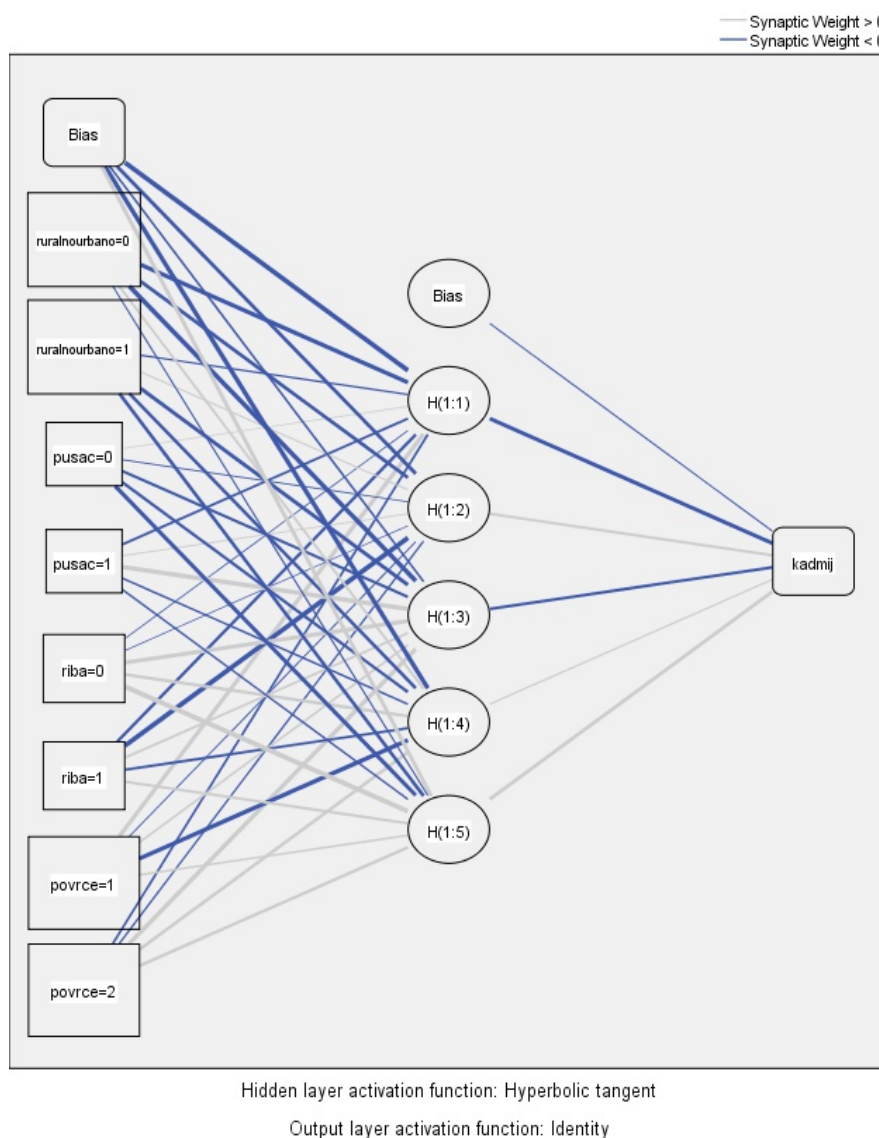 Synaptic Weight >
Synaptic Weight <
Bias
ruralnourbano=0
ruralnourbano=1
pusac=0
pusac=1
riba=0
riba=1
povrce=1
povrce=2
Bias
H(1:1)
H(1:2)
H(1:3)
H(1:4)
H(1:5)
kadmij
Hidden layer activation function: Hyperbolic tangent
Output layer activation function: Identity